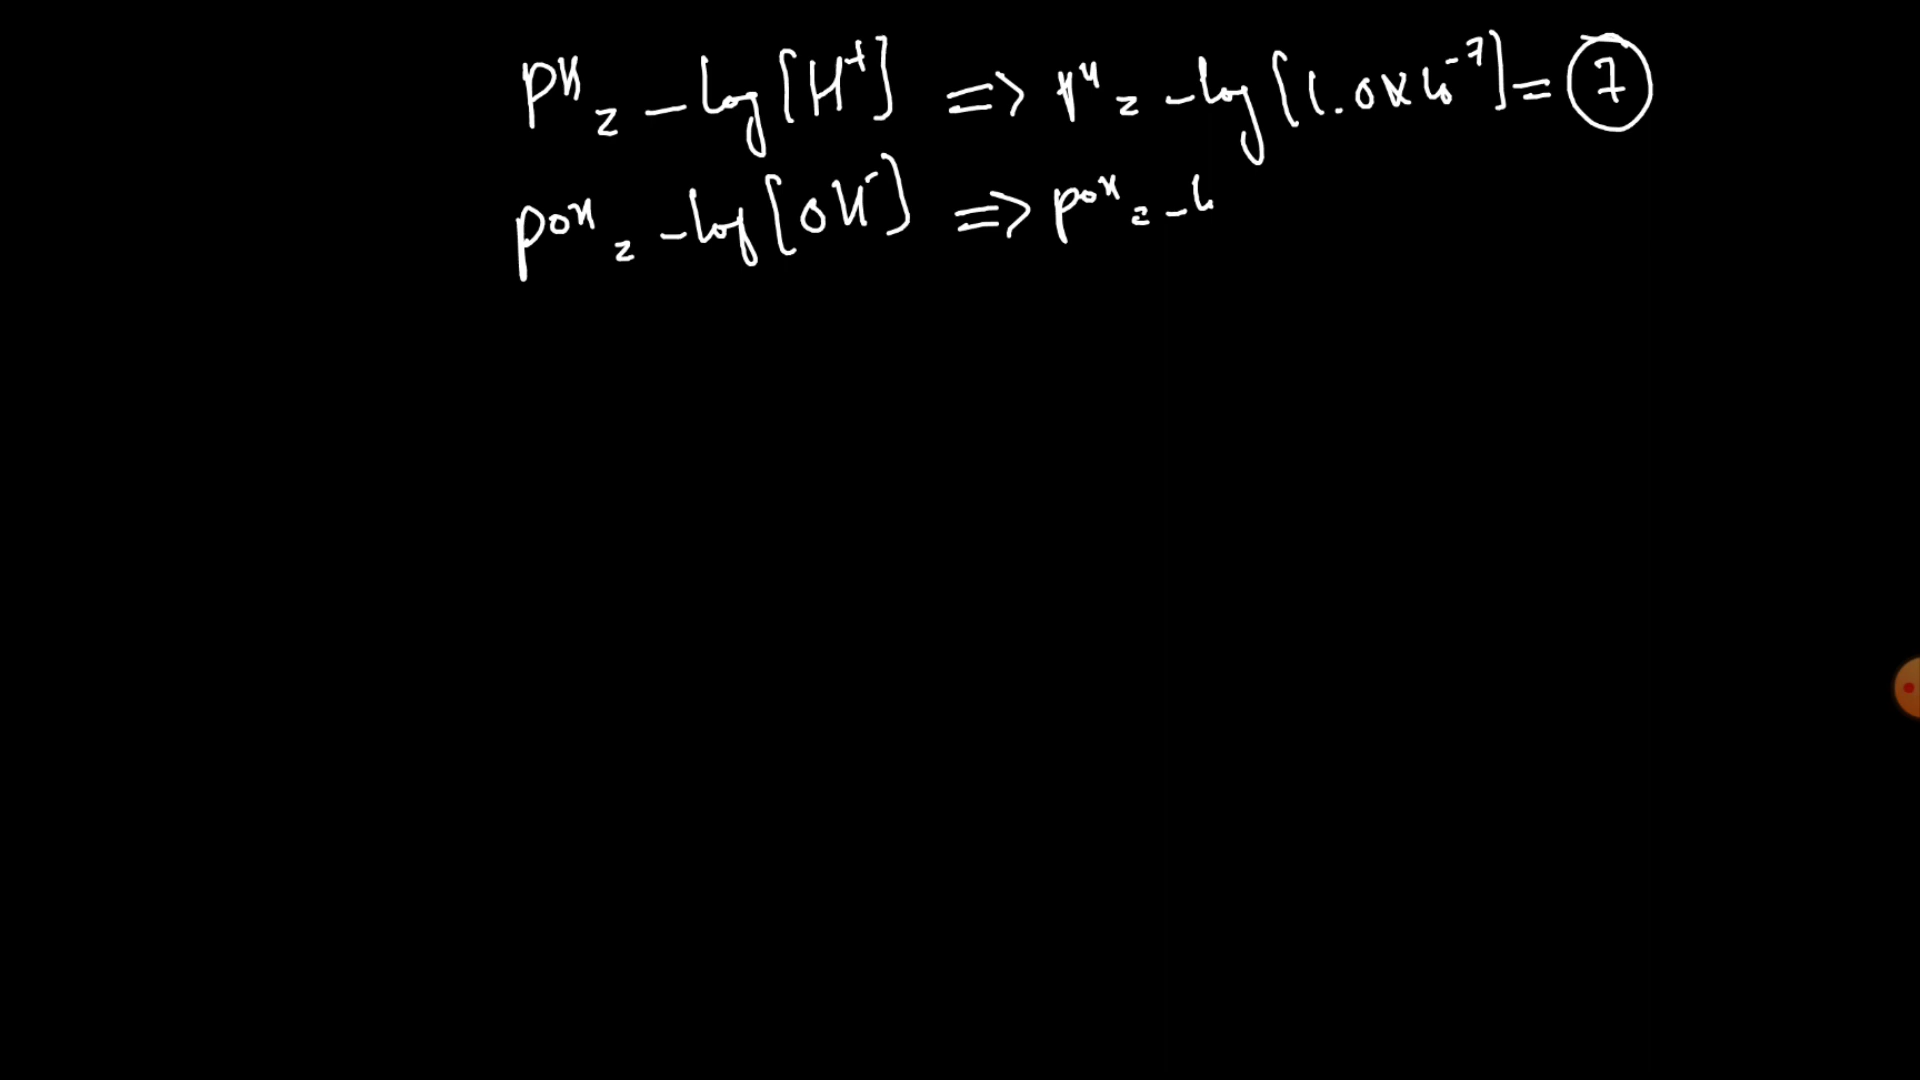 pH = -log[H⁺] => pH = -log[1.0x10⁻⁷] = 7
pOH = -log[OH⁻] => pOH = -l